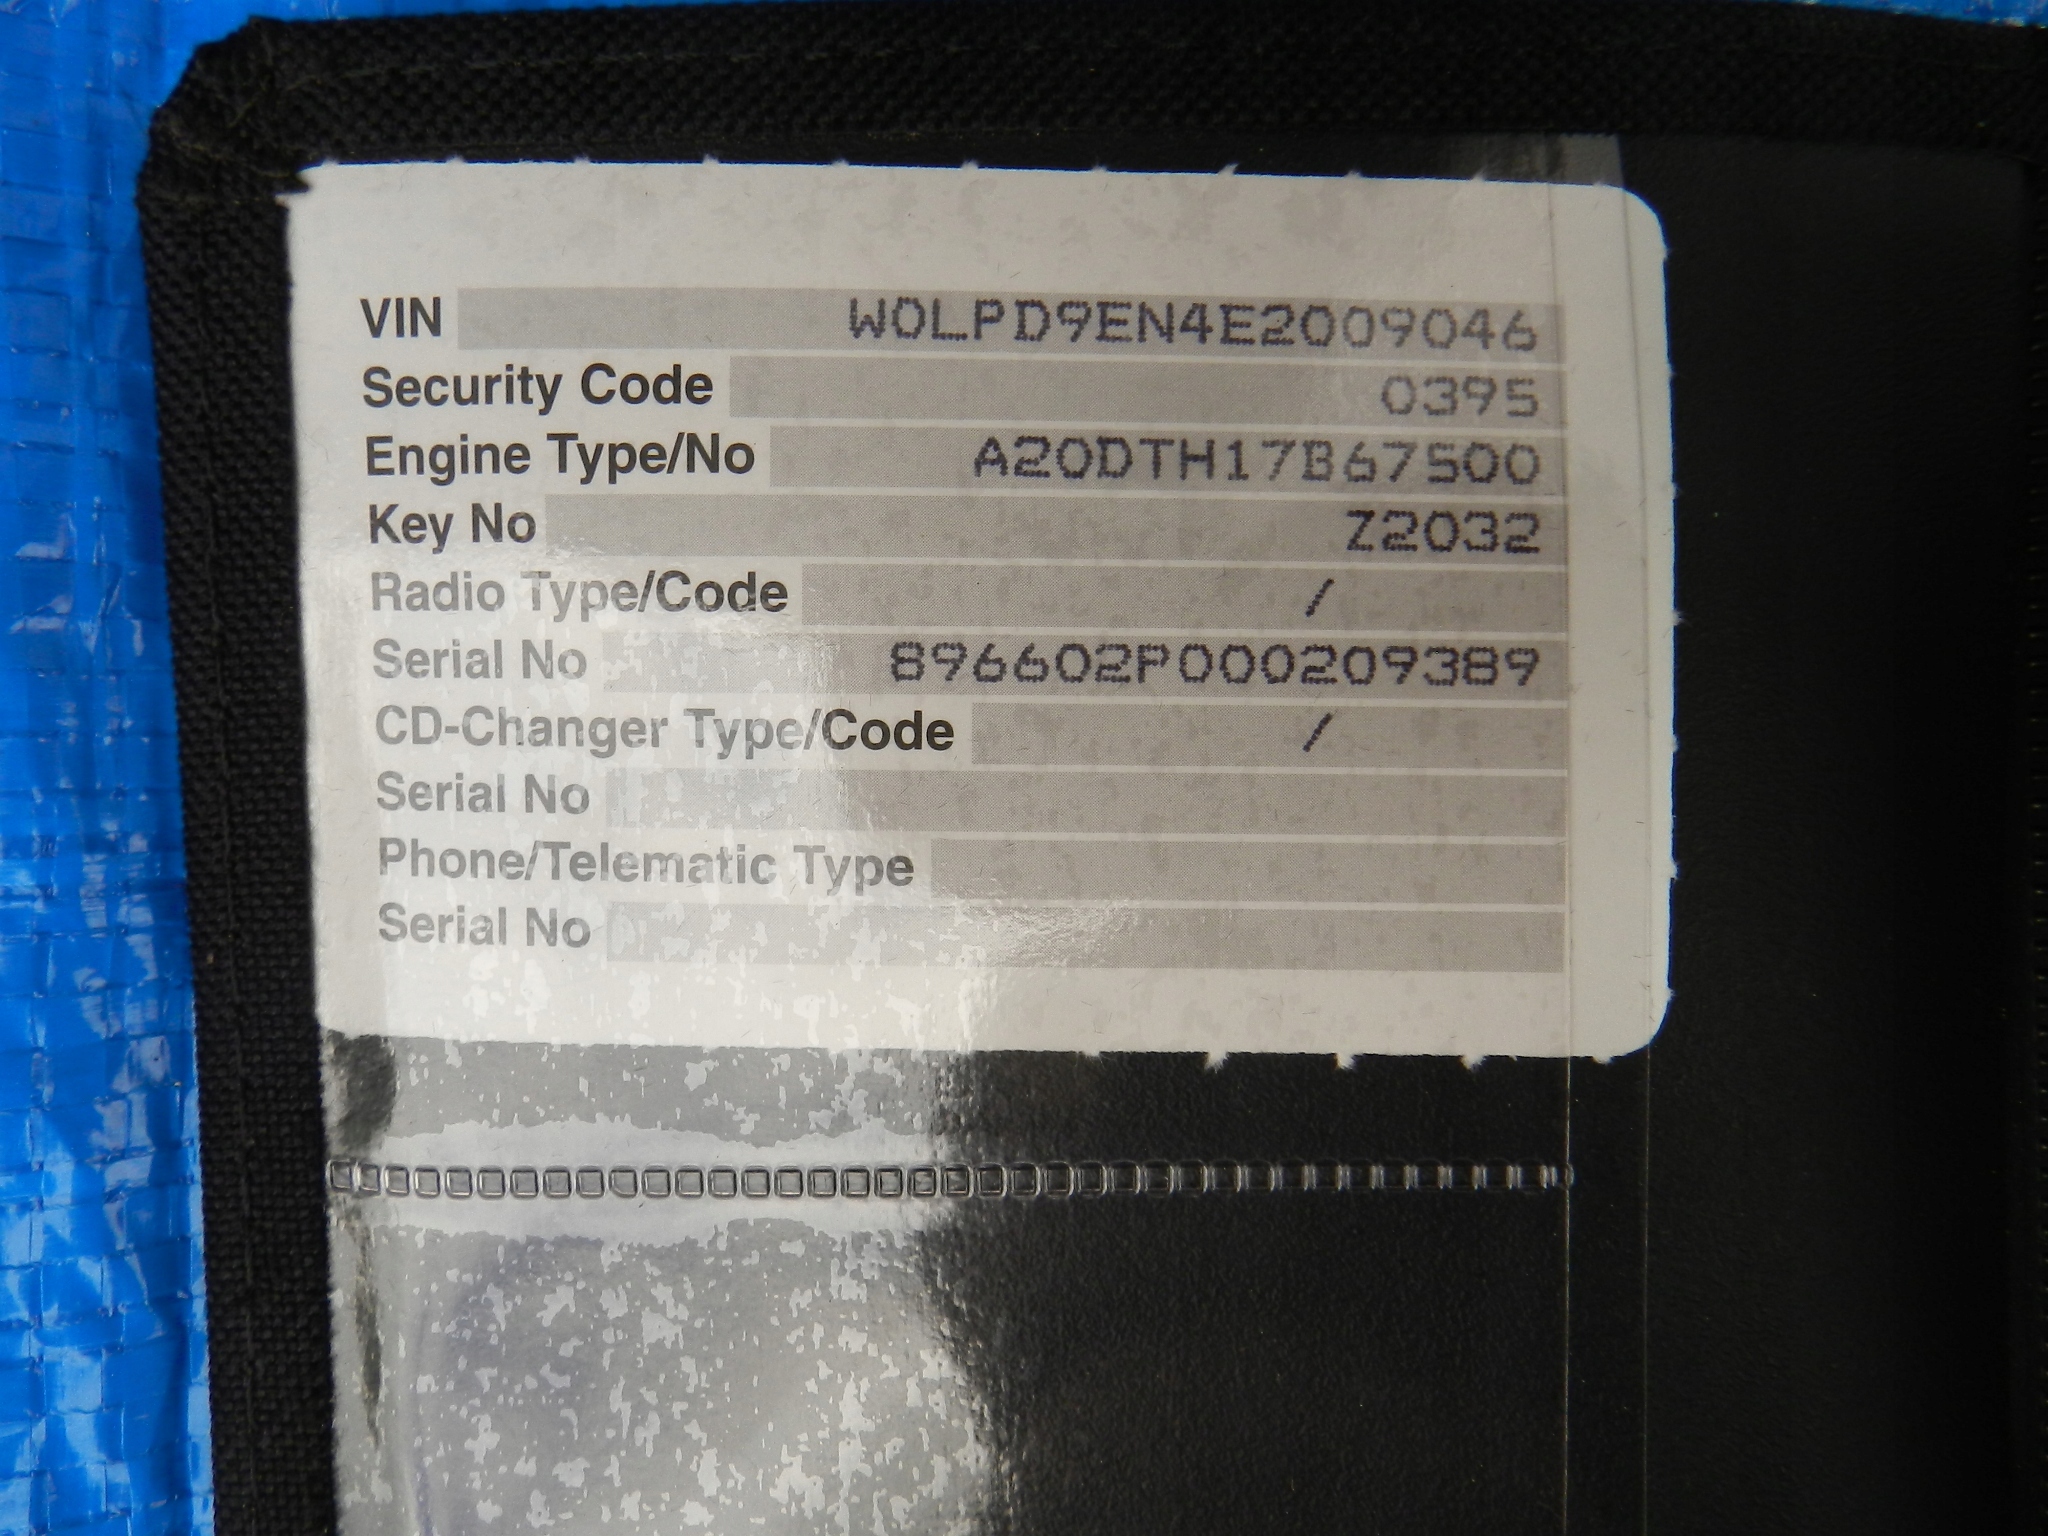 VIN W0LPD9EN4E2009046
Security Code 0395
Engine Type/No A20DTH17B67500
Key No Z2032
Radio Type/Code /
Serial No 896602P000209389
CD-Changer Type/Code /
Serial No
Phone/Telematic Type
Serial No